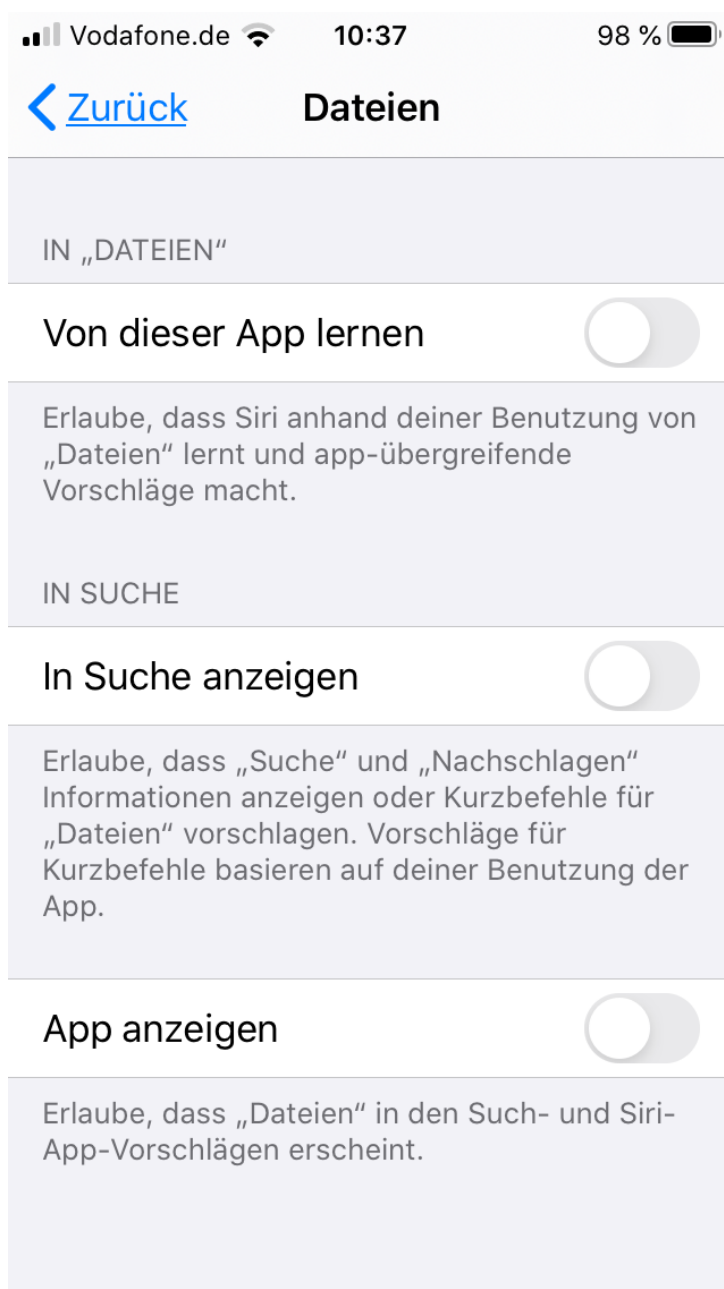 Vodafone.de 10:37 98 %
Zurück Dateien
IN „DATEIEN“
Von dieser App lernen
Erlaube, dass Siri anhand deiner Benutzung von
„Dateien“ lernt und app-übergreifende
Vorschläge macht.
IN SUCHE
In Suche anzeigen
Erlaube, dass „Suche“ und „Nachschlagen“
Informationen anzeigen oder Kurzbefehle für
„Dateien“ vorschlagen. Vorschläge für
Kurzbefehle basieren auf deiner Benutzung der
App.
App anzeigen
Erlaube, dass „Dateien“ in den Such- und Siri-
App-Vorschlägen erscheint.